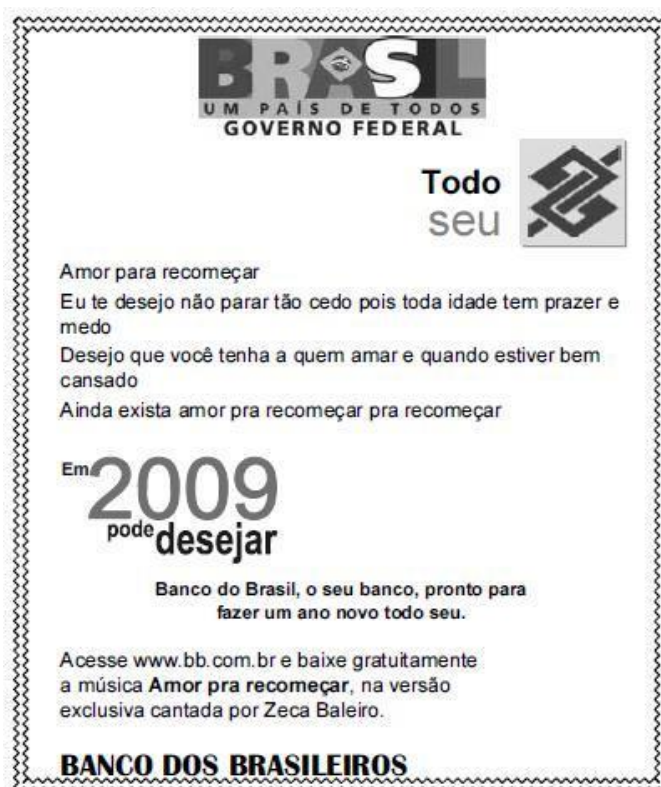 BRASIL
UM PAÍS DE TODOS
GOVERNO FEDERAL
Todo
seu
Amor para recomeçar
Eu te desejo não parar tão cedo pois toda idade tem prazer e
medo
Desejo que você tenha a quem amar e quando estiver bem
cansado
Ainda exista amor pra recomeçar pra recomeçar
Em 2009
pode desejar
Banco do Brasil, o seu banco, pronto para
fazer um ano novo todo seu.
Acesse www.bb.com.br e baixe gratuitamente
a música Amor pra recomeçar, na versão
exclusiva cantada por Zeca Baleiro.
BANCO DOS BRASILEIROS